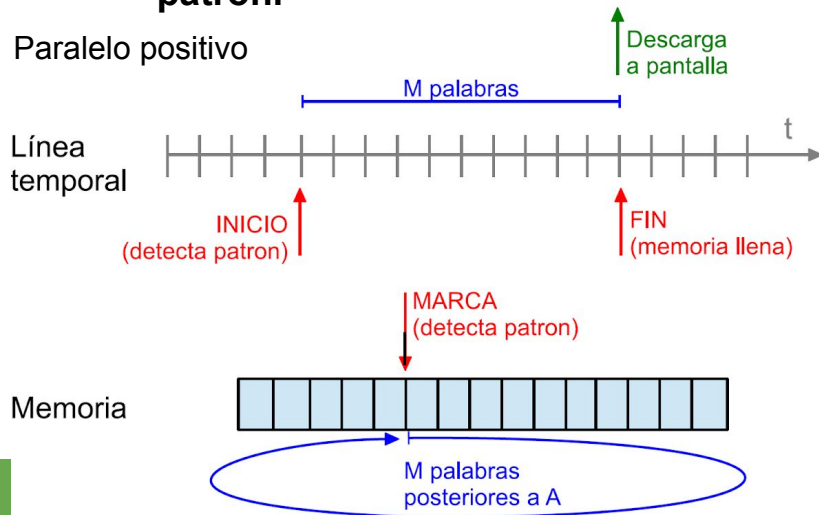 patrón.
Paralelo positivo
Descarga
a pantalla
M palabras
t
Línea
temporal
INICIO
(detecta patron)
FIN
(memoria llena)
MARCA
(detecta patron)
Memoria
M palabras
posteriores a A